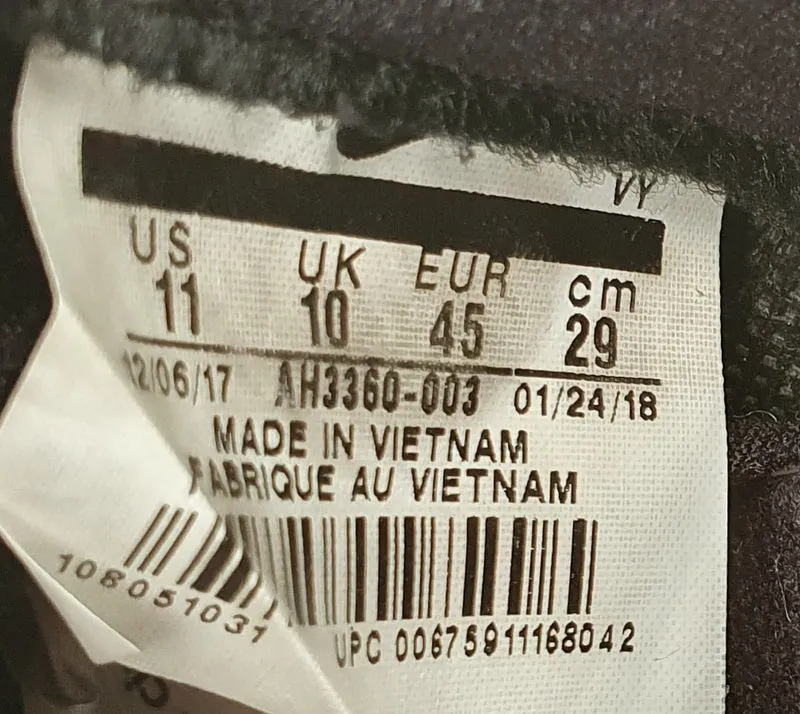 VY
US UK EUR cm
11 10 45 29
12/06/17 AH3360-003 01/24/18
MADE IN VIETNAM
FABRIQUE AU VIETNAM
108051031
UPC 00675911168042